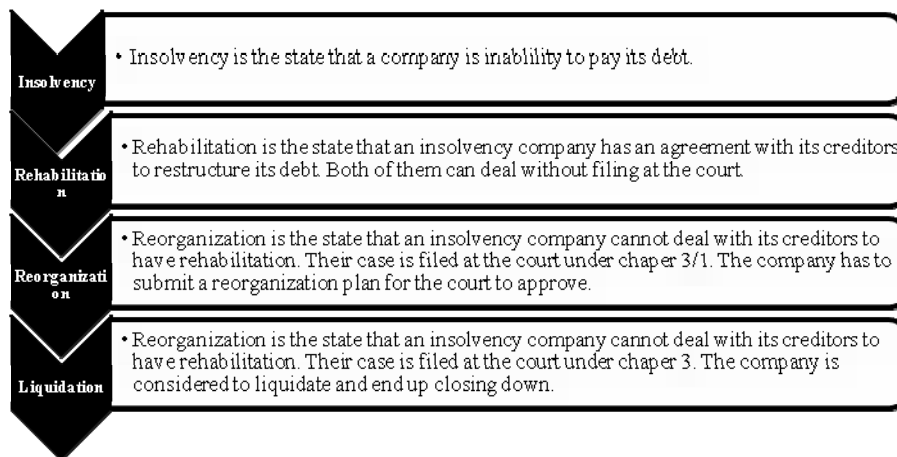 • Insolvency is the state that a company is inablility to pay its debt.
Insolvency
• Rehabilitation is the state that an insolvency company has an agreement with its creditors
to restructure its debt. Both of them can deal without filing at the court.
Rehabilitatio
n
• Reorganization is the state that an insolvency company cannot deal with its creditors to
have rehabilitation. Their case is filed at the court under chaper 3/1. The company has to
submit a reorganization plan for the court to approve.
Reorganizati
on
• Reorganization is the state that an insolvency company cannot deal with its creditors to
have rehabilitation. Their case is filed at the court under chaper 3. The company is
considered to liquidate and end up closing down.
Liquidation